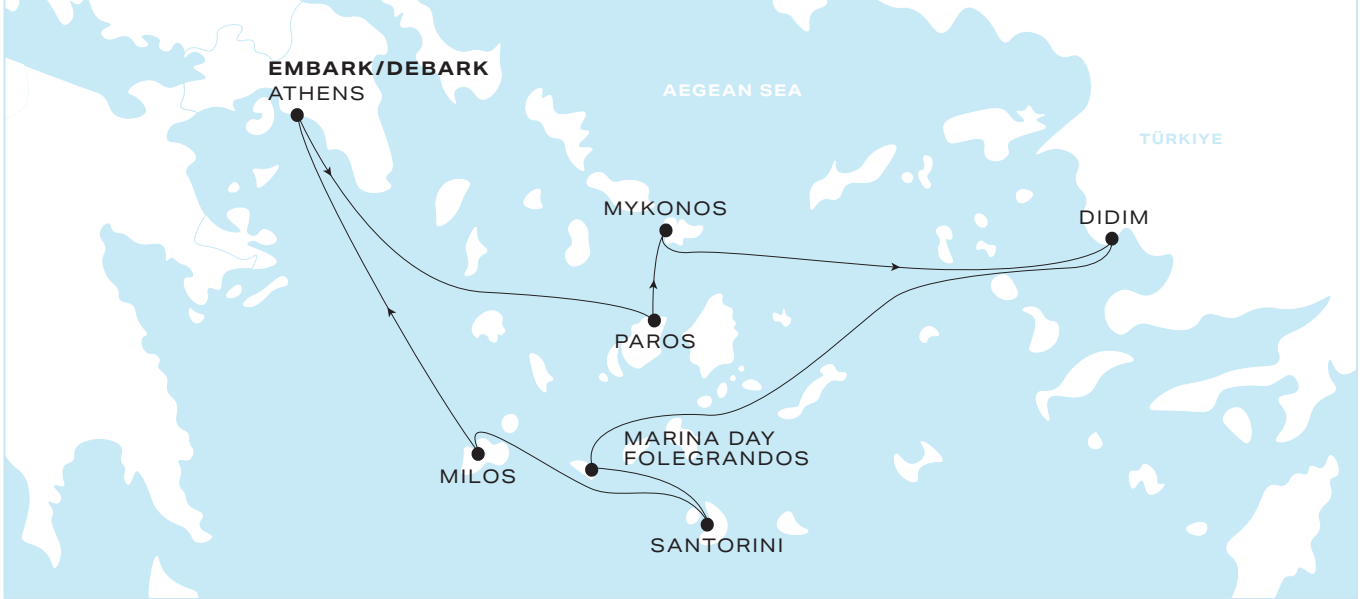 EMBARK/DEBARK
ATHENS
AEGEAN SEA
TÜRKIYE
MYKONOS
DIDIM
PAROS
MARINA DAY
FOLEGRANDOS
MILOS
SANTORINI